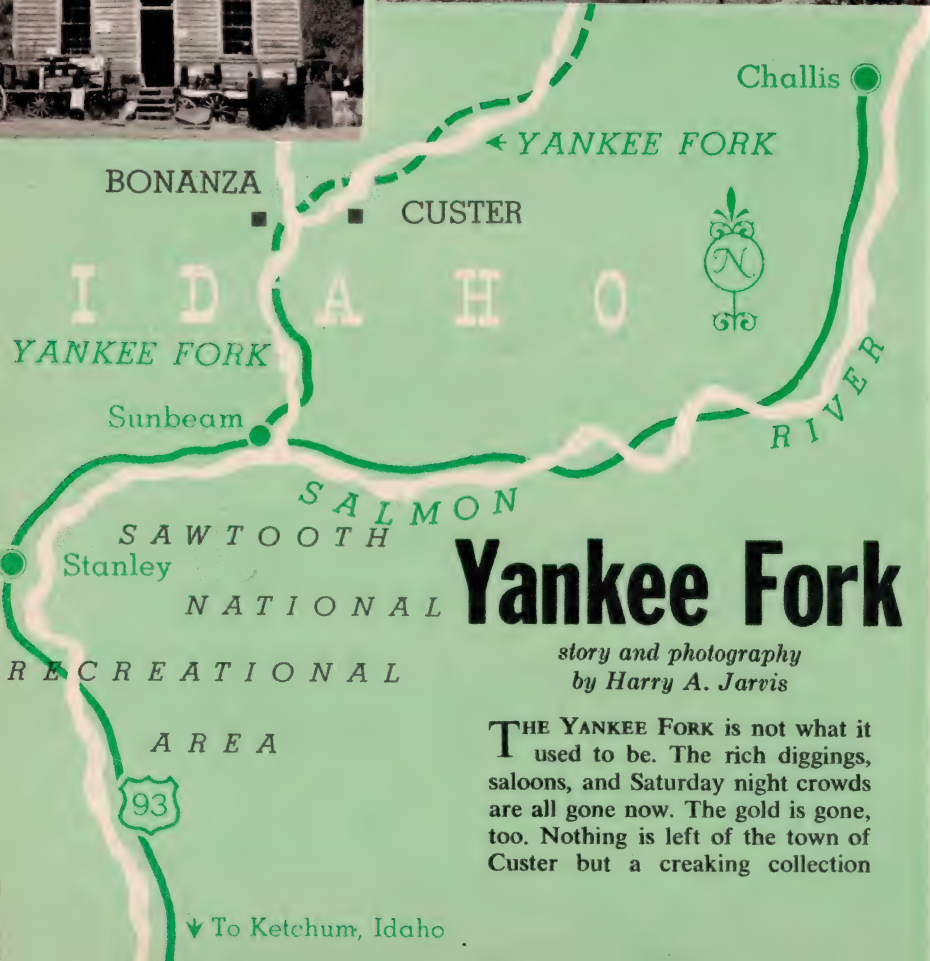 Challis
← YANKEE FORK
BONANZA
CUSTER
N
IDAHO
YANKEE FORK
Sunbeam
SALMON
RIVER
SAWTOOTH
Stanley
NATIONAL
RECREATIONAL
AREA
93
↓ To Ketchum, Idaho
Yankee Fork
story and photography
by Harry A. Jarvis
THE YANKEE FORK is not what it
used to be. The rich diggings,
saloons, and Saturday night crowds
are all gone now. The gold is gone,
too. Nothing is left of the town of
Custer but a creaking collection